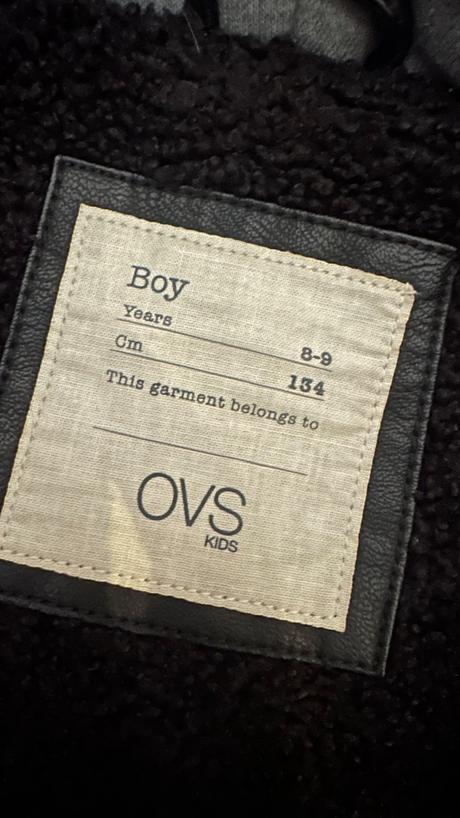 Boy
Years 8-9
Cm 134
This garment belongs to
OVS
KIDS